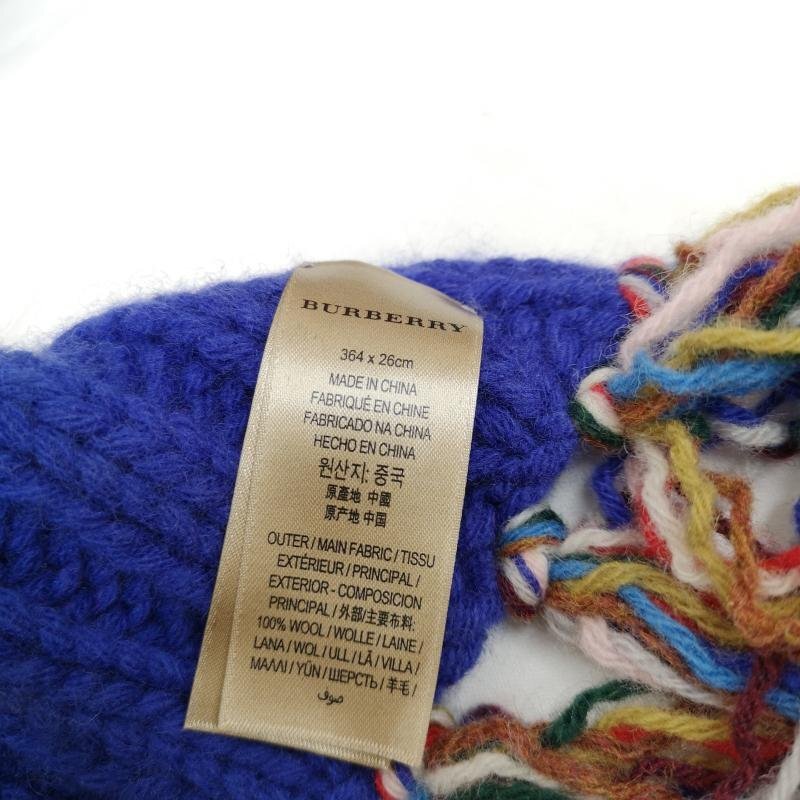 BURBERRY
364 x 26cm
MADE IN CHINA
FABRIQUÉ EN CHINE
FABRICADO NA CHINA
HECHO EN CHINA
원산지: 중국
原產地 中國
原产地 中国
OUTER / MAIN FABRIC / TISSU
EXTÉRIEUR / PRINCIPAL /
EXTERIOR - COMPOSICION
PRINCIPAL / 外部/主要布料:
100% WOOL / WOLLE / LAINE /
LANA / WOL / ULL / LÃ / VILLA /
ΜΑΛΛΙ / YÜN / ШЕРСТЬ / 羊毛 /
صوف